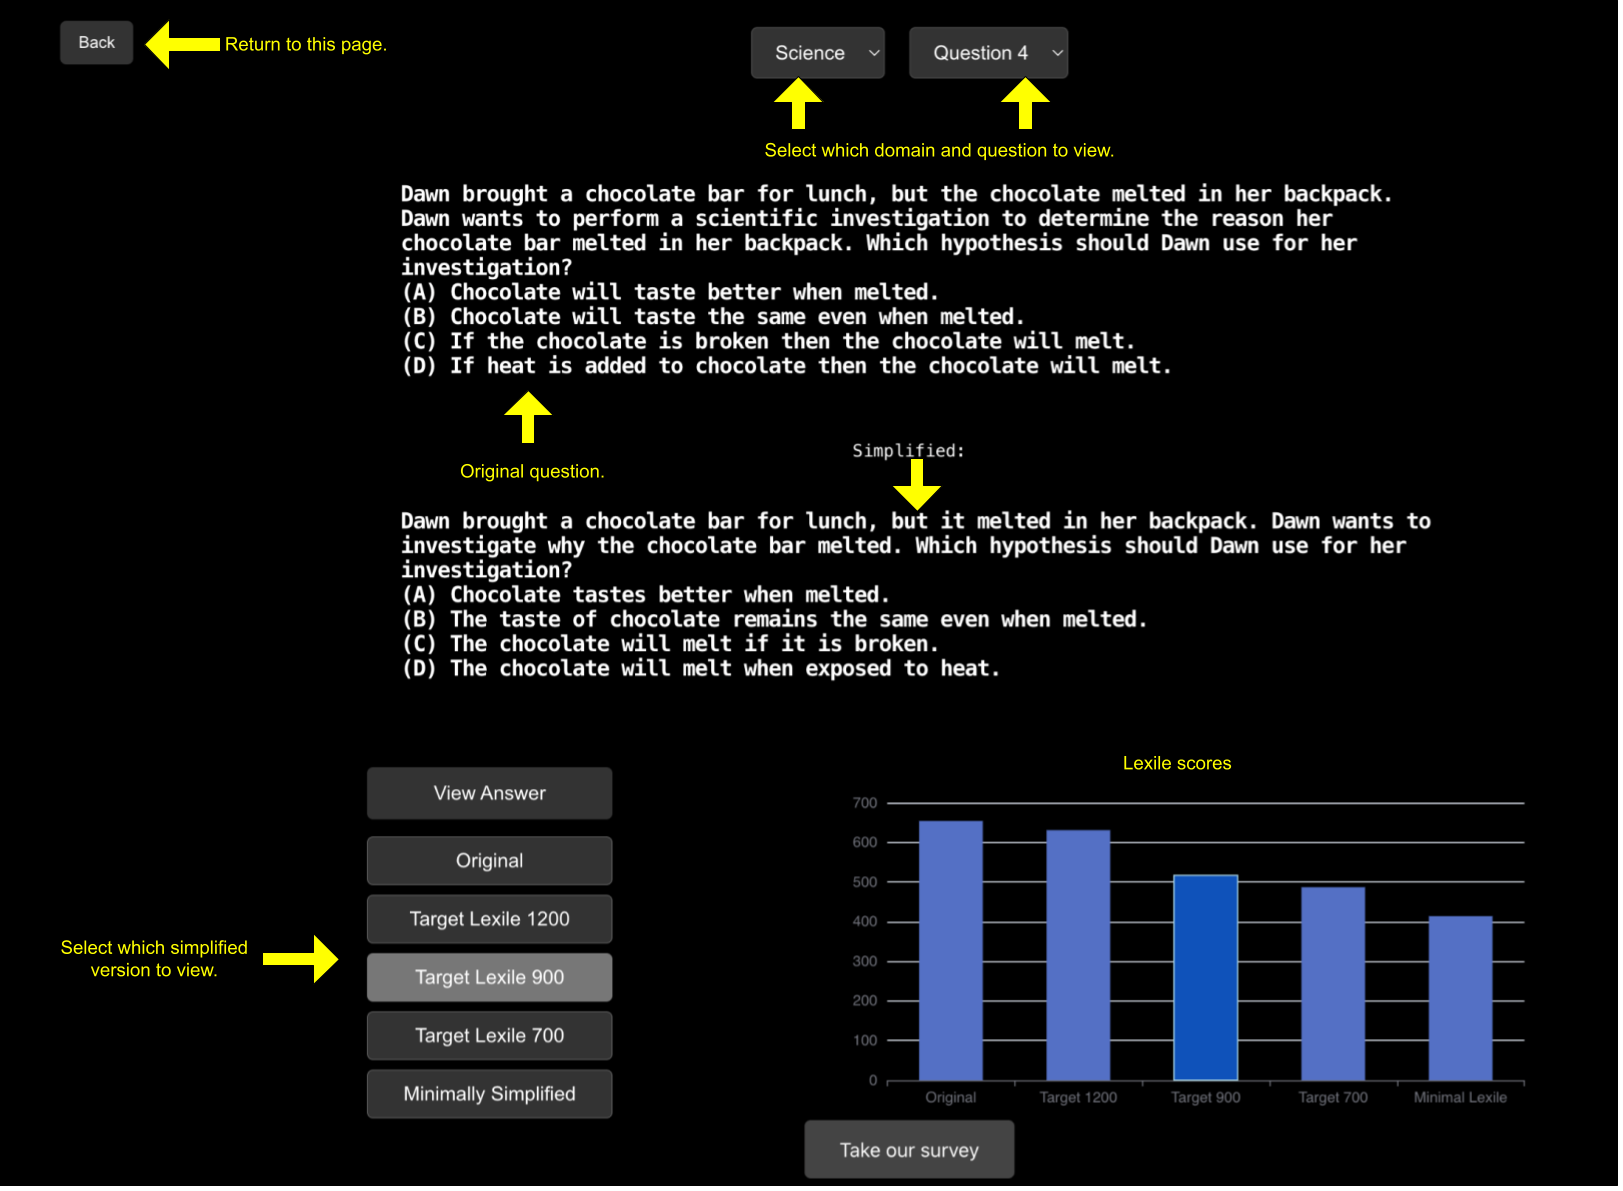 Back
Return to this page.
Science
Question 4
Select which domain and question to view.
Dawn brought a chocolate bar for lunch, but the chocolate melted in her backpack.
Dawn wants to perform a scientific investigation to determine the reason her
chocolate bar melted in her backpack. Which hypothesis should Dawn use for her
investigation?
(A) Chocolate will taste better when melted.
(B) Chocolate will taste the same even when melted.
(C) If the chocolate is broken then the chocolate will melt.
(D) If heat is added to chocolate then the chocolate will melt.
Original question.
Simplified:
Dawn brought a chocolate bar for lunch, but it melted in her backpack. Dawn wants to
investigate why the chocolate bar melted. Which hypothesis should Dawn use for her
investigation?
(A) Chocolate tastes better when melted.
(B) The taste of chocolate remains the same even when melted.
(C) The chocolate will melt if it is broken.
(D) The chocolate will melt when exposed to heat.
View Answer
Original
Target Lexile 1200
Target Lexile 900
Target Lexile 700
Minimally Simplified
Select which simplified
version to view.
Lexile scores
700
600
500
400
300
200
100
0
Original
Target 1200
Target 900
Target 700
Minimal Lexile
Take our survey